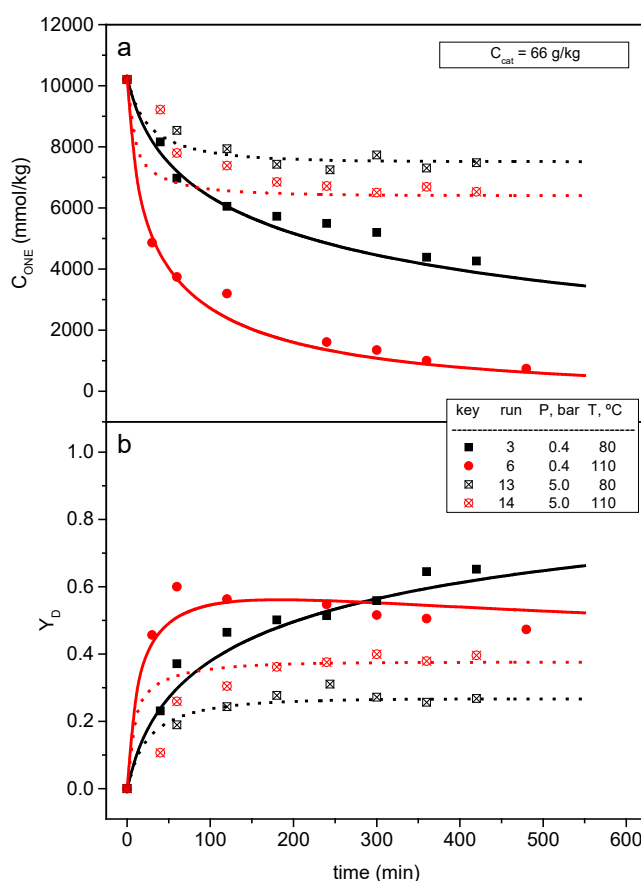 a
C_cat = 66 g/kg
12000
10000
8000
6000
4000
2000
0
C_ONE (mmol/kg)
key run P, bar T, ºC
3 0.4 80
6 0.4 110
13 5.0 80
14 5.0 110
b
1.0
0.8
0.6
0.4
0.2
0.0
Y_D
0 100 200 300 400 500 600
time (min)